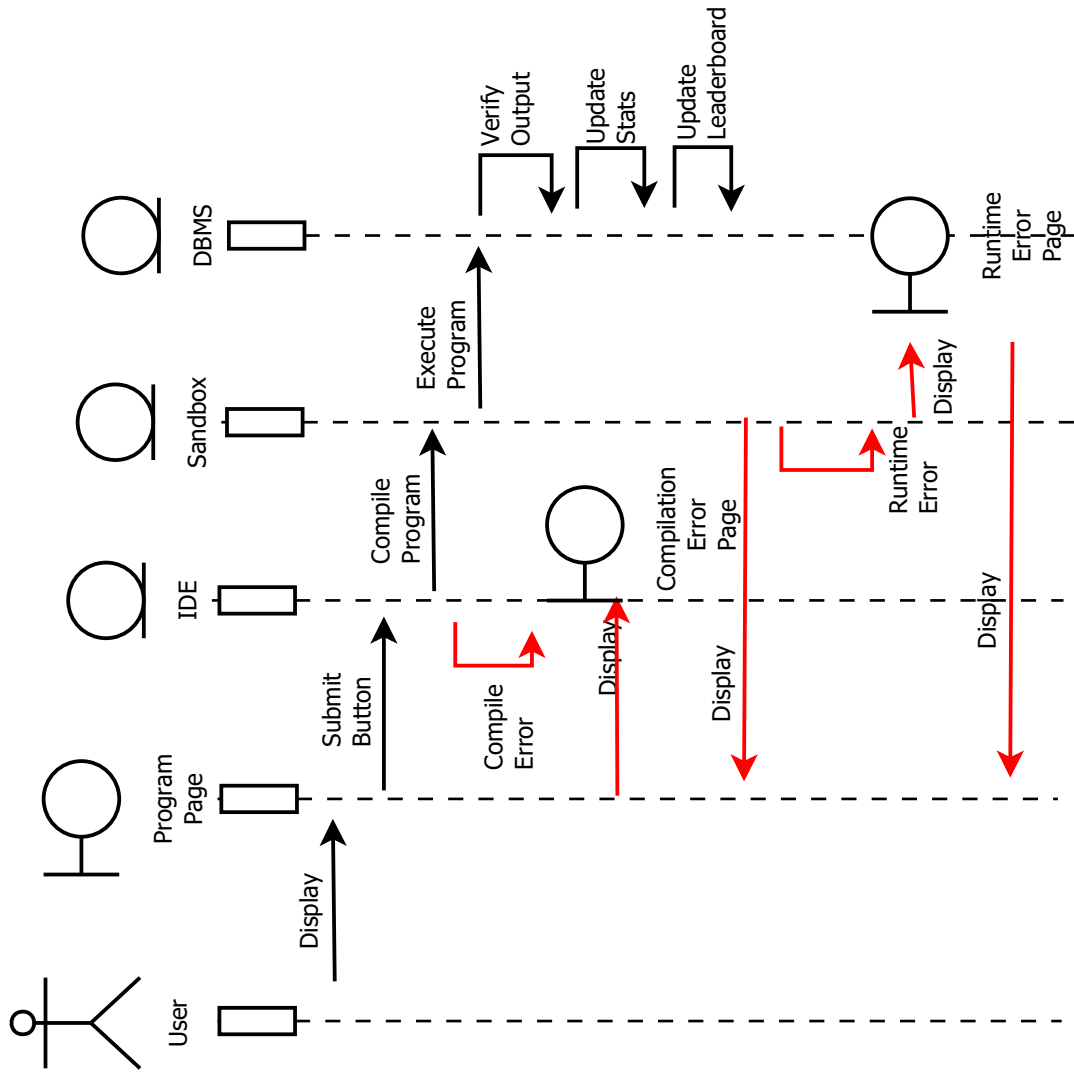 User
Program
Page
IDE
Sandbox
DBMS
Display
Submit
Button
Compile
Program
Execute
Program
Verify
Output
Update
Stats
Update
Leaderboard
Compile
Error
Display
Compilation
Error
Page
Display
Runtime
Error
Display
Runtime
Error
Page
Display